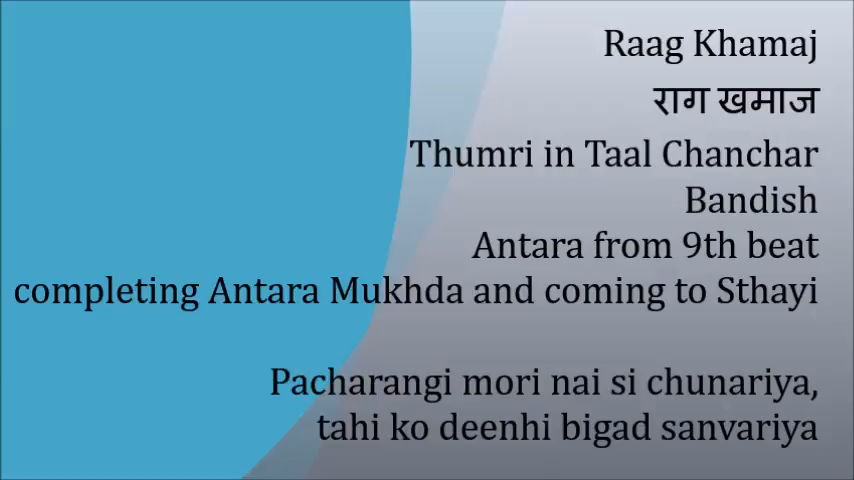 Raag Khamaj
राग खमाज
Thumri in Taal Chanchar
Bandish
Antara from 9th beat
completing Antara Mukhda and coming to Sthayi
Pacharangi mori nai si chunariya,
tahi ko deenhi bigad sanvariya